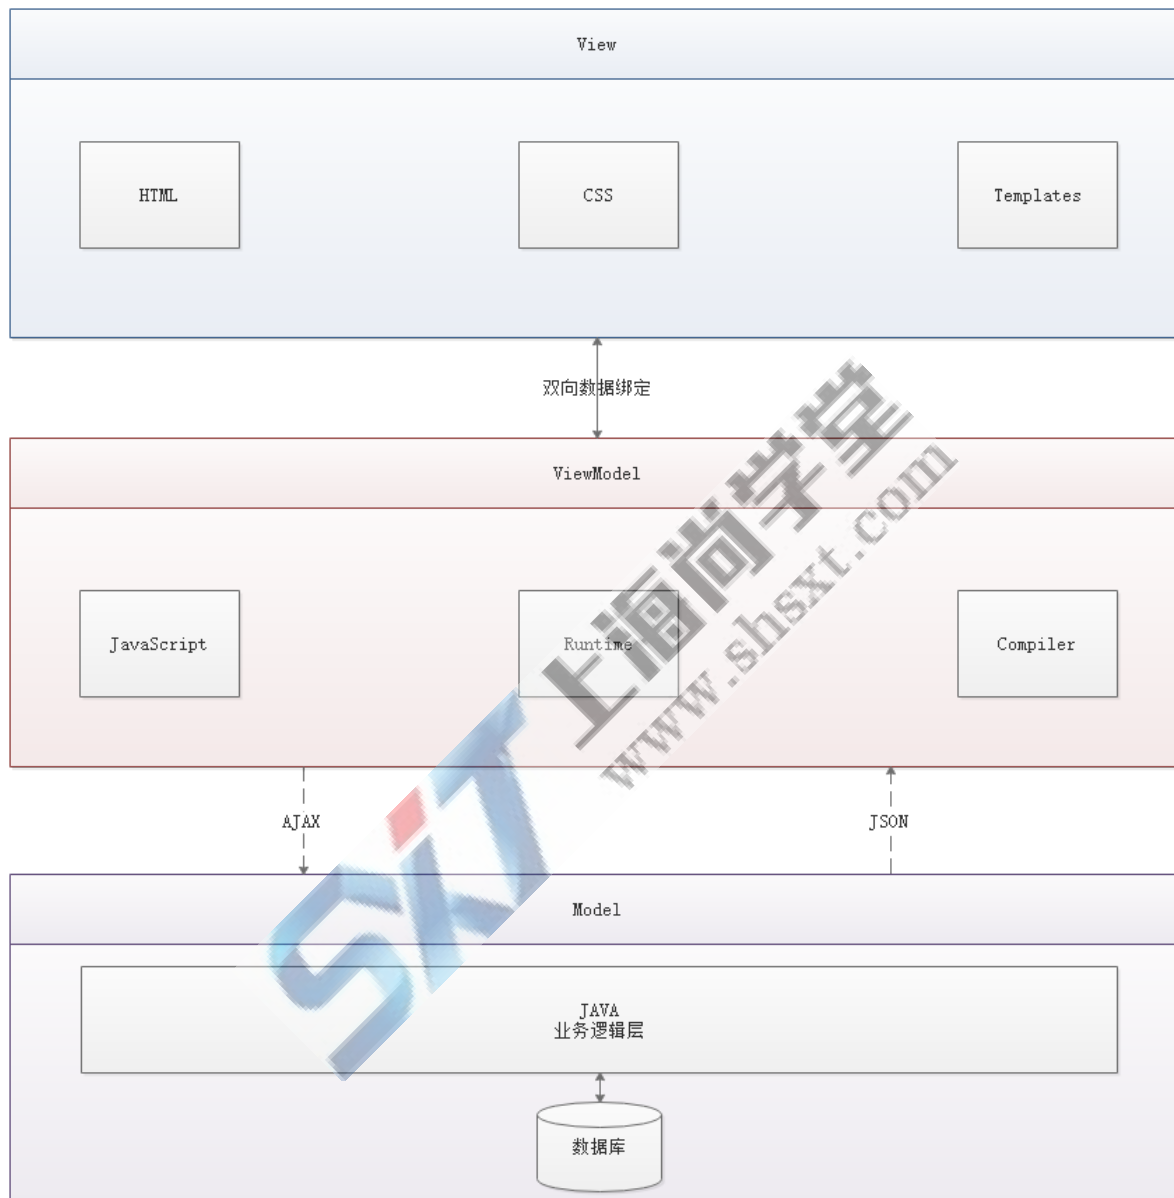 View
HTML
CSS
Templates
双向数据绑定
ViewModel
JavaScript
Runtime
Compiler
上海尚学堂
www.shsxt.com
SXT
AJAX
JSON
Model
JAVA
业务逻辑层
数据库